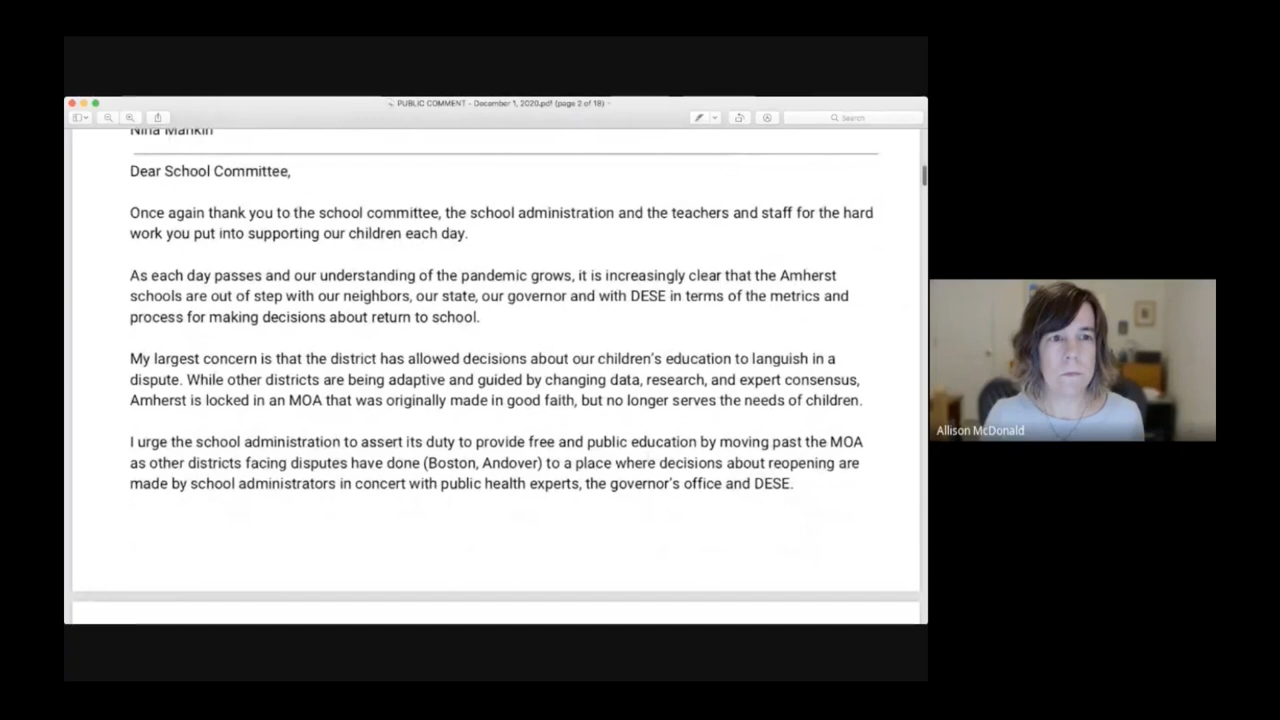 PUBLIC COMMENT - December 1, 2020.pdf (page 2 of 18)
Search
Nina Mankin
Dear School Committee,
Once again thank you to the school committee, the school administration and the teachers and staff for the hard
work you put into supporting our children each day.
As each day passes and our understanding of the pandemic grows, it is increasingly clear that the Amherst
schools are out of step with our neighbors, our state, our governor and with DESE in terms of the metrics and
process for making decisions about return to school.
My largest concern is that the district has allowed decisions about our children's education to languish in a
dispute. While other districts are being adaptive and guided by changing data, research, and expert consensus,
Amherst is locked in an MOA that was originally made in good faith, but no longer serves the needs of children.
I urge the school administration to assert its duty to provide free and public education by moving past the MOA
as other districts facing disputes have done (Boston, Andover) to a place where decisions about reopening are
made by school administrators in concert with public health experts, the governor's office and DESE.
Allison McDonald